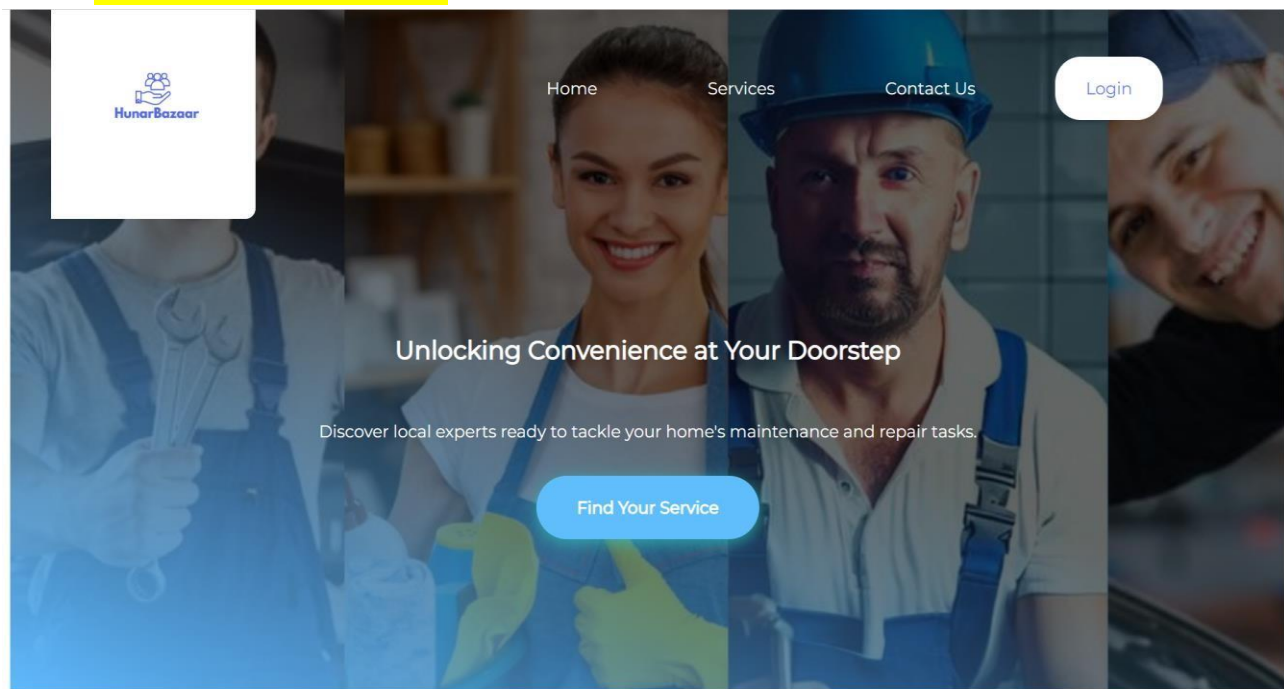 HunarBazaar
Home Services Contact Us Login
Unlocking Convenience at Your Doorstep
Discover local experts ready to tackle your home's maintenance and repair tasks.
Find Your Service